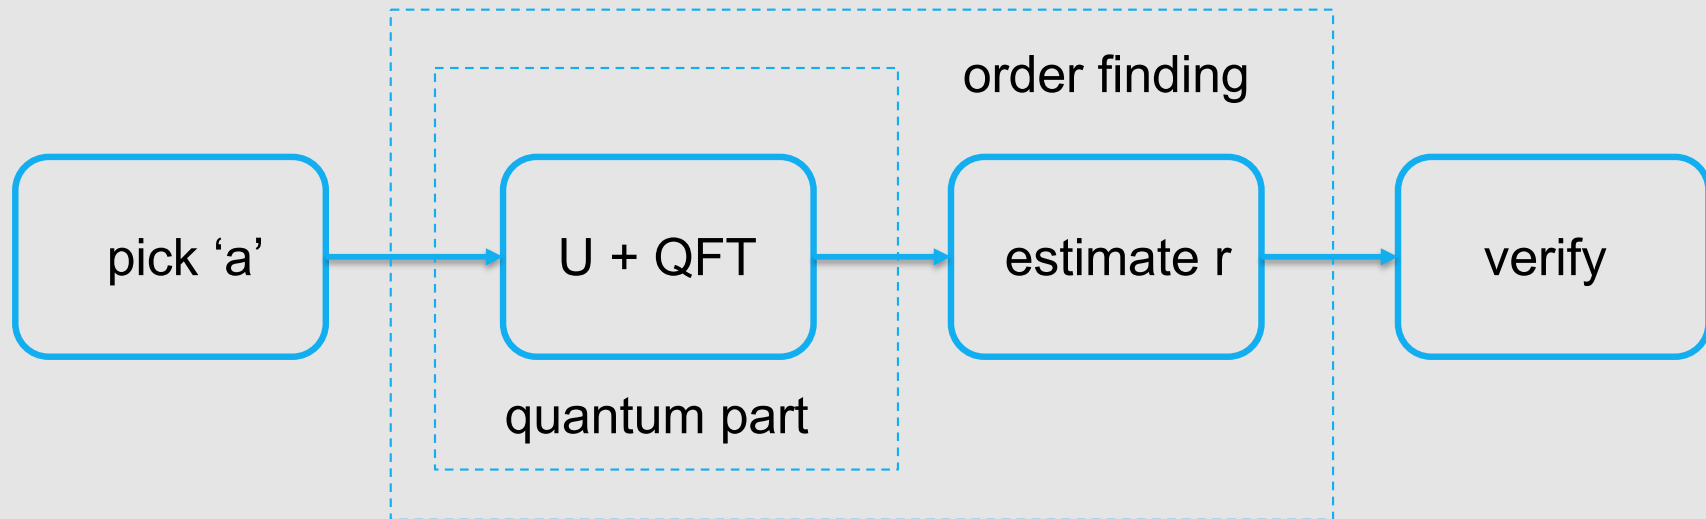 order finding
pick ‘a’
U + QFT
estimate r
verify
quantum part